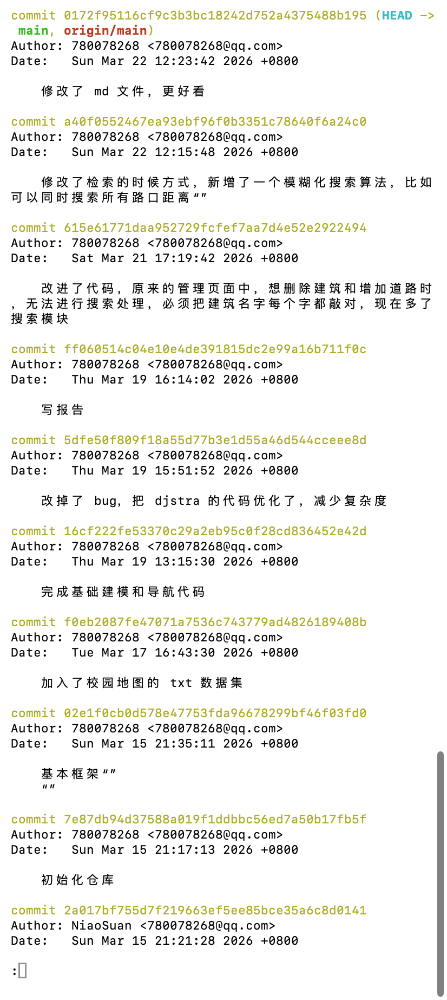 commit 0172f95116cf9c3b3bc18242d752a4375488b195 (HEAD ->
main, origin/main)
Author: 780078268 <780078268@qq.com>
Date:   Sun Mar 22 12:23:42 2026 +0800
修改了 md 文件，更好看
commit a40f0552467ea93ebf96f0b3351c78640f6a24c0
Author: 780078268 <780078268@qq.com>
Date:   Sun Mar 22 12:15:48 2026 +0800
修改了检索的时候方式，新增了一个模糊化搜索算法，比如
可以同时搜索所有路口距离“”
commit 615e61771daa952729fcfef7aa7d4e52e2922494
Author: 780078268 <780078268@qq.com>
Date:   Sat Mar 21 17:19:42 2026 +0800
改进了代码，原来的管理页面中，想删除建筑和增加道路时
，无法进行搜索处理，必须把建筑名字每个字都敲对，现在多了
搜索模块
commit ff060514c04e10e4de391815dc2e99a16b711f0c
Author: 780078268 <780078268@qq.com>
Date:   Thu Mar 19 16:14:02 2026 +0800
写报告
commit 5dfe50f809f18a55d77b3e1d55a46d544cceee8d
Author: 780078268 <780078268@qq.com>
Date:   Thu Mar 19 15:51:52 2026 +0800
改掉了 bug，把 djstra 的代码优化了，减少复杂度
commit 16cf222fe53370c29a2eb95c0f28cd836452e42d
Author: 780078268 <780078268@qq.com>
Date:   Thu Mar 19 13:15:30 2026 +0800
完成基础建模和导航代码
commit f0eb2087fe47071a7536c743779ad4826189408b
Author: 780078268 <780078268@qq.com>
Date:   Tue Mar 17 16:43:30 2026 +0800
加入了校园地图的 txt 数据集
commit 02e1f0cb0d578e47753fda96678299bf46f03fd0
Author: 780078268 <780078268@qq.com>
Date:   Sun Mar 15 21:35:11 2026 +0800
基本框架“”
“”
commit 7e87db94d37588a019f1ddbbc56ed7a50b17fb5f
Author: 780078268 <780078268@qq.com>
Date:   Sun Mar 15 21:17:13 2026 +0800
初始化仓库
commit 2a017bf755d7f219663ef5ee85bce35a6c8d0141
Author: NiaoSuan <780078268@qq.com>
Date:   Sun Mar 15 21:21:28 2026 +0800
: